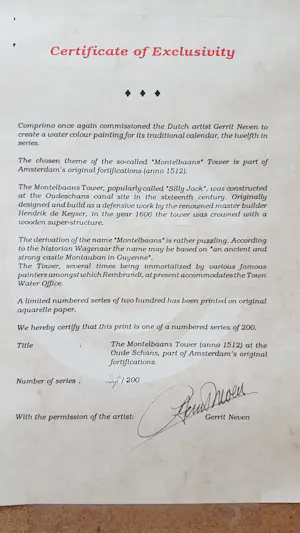 Certificate of Exclusivity
Comprimo once again commissioned the Dutch artist Gerrit Neven to
create a water colour painting for its traditional calendar, the twelfth in
series.
The chosen theme of the so-called "Montelbaans" Tower is part of
Amsterdam's original fortifications (anno 1512).
The Montelbaans Tower, popularly called "Silly Jack", was constructed
at the Oudeschans canal site in the sixteenth century. Originally
designed and build as a defensive work by the renowned master builder
Hendrik de Keyser, in the year 1606 the tower was crowned with a
wooden super-structure.
The derivation of the name "Montelbaans" is rather puzzling. According
to the historian Wagenair the name may be based on "an ancient and
strong castle Montauban in Guyenne".
The Tower, several times being immortalized by various famous
painters amongst which Rembrandt, at present accommodates the Town
Water Office.
A limited numbered series of two hundred has been printed on original
aquarelle paper.
We hereby certify that this print is one of a numbered series of 200.
Title : The Montelbaans Tower (anno 1512) at the
Oude Schans, part of Amsterdam's original
fortifications.
Number of series : /200
With the permission of the artist: Gerrit Neven